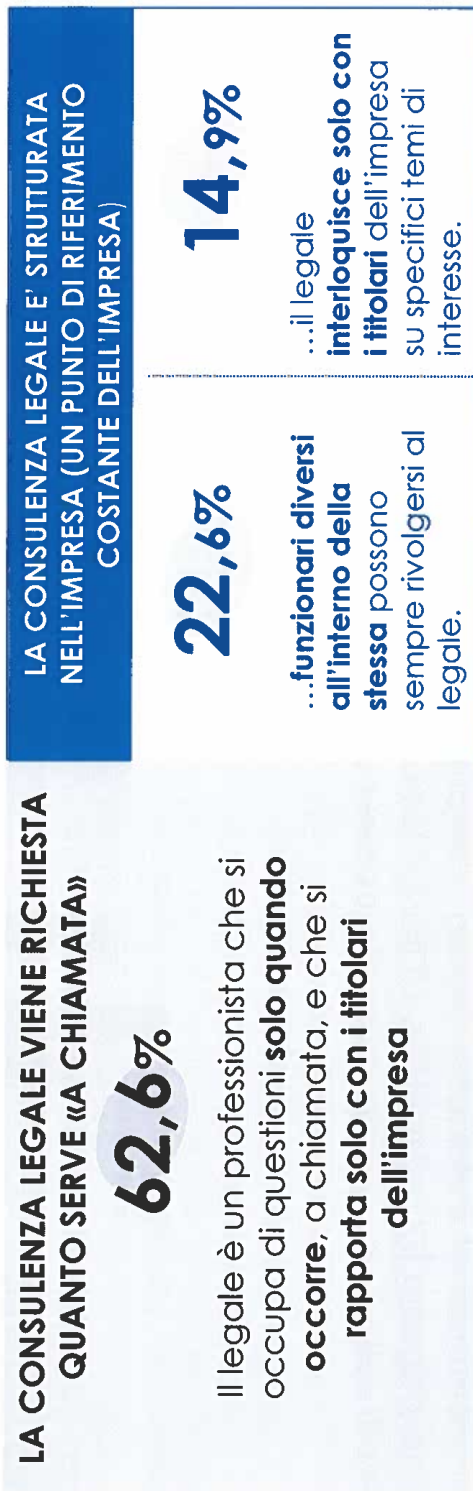 LA CONSULENZA LEGALE VIENE RICHIESTA
QUANTO SERVE «A CHIAMATA»
62,6%
Il legale è un professionista che si
occupa di questioni solo quando
occorre, a chiamata, e che si
rapporta solo con i titolari
dell'impresa
LA CONSULENZA LEGALE E' STRUTTURATA
NELL'IMPRESA (UN PUNTO DI RIFERIMENTO
COSTANTE DELL'IMPRESA)
22,6%
...funzionari diversi
all'interno della
stessa possono
sempre rivolgersi al
legale.
14,9%
...il legale
interloquisce solo con
i titolari dell'impresa
su specifici temi di
interesse.